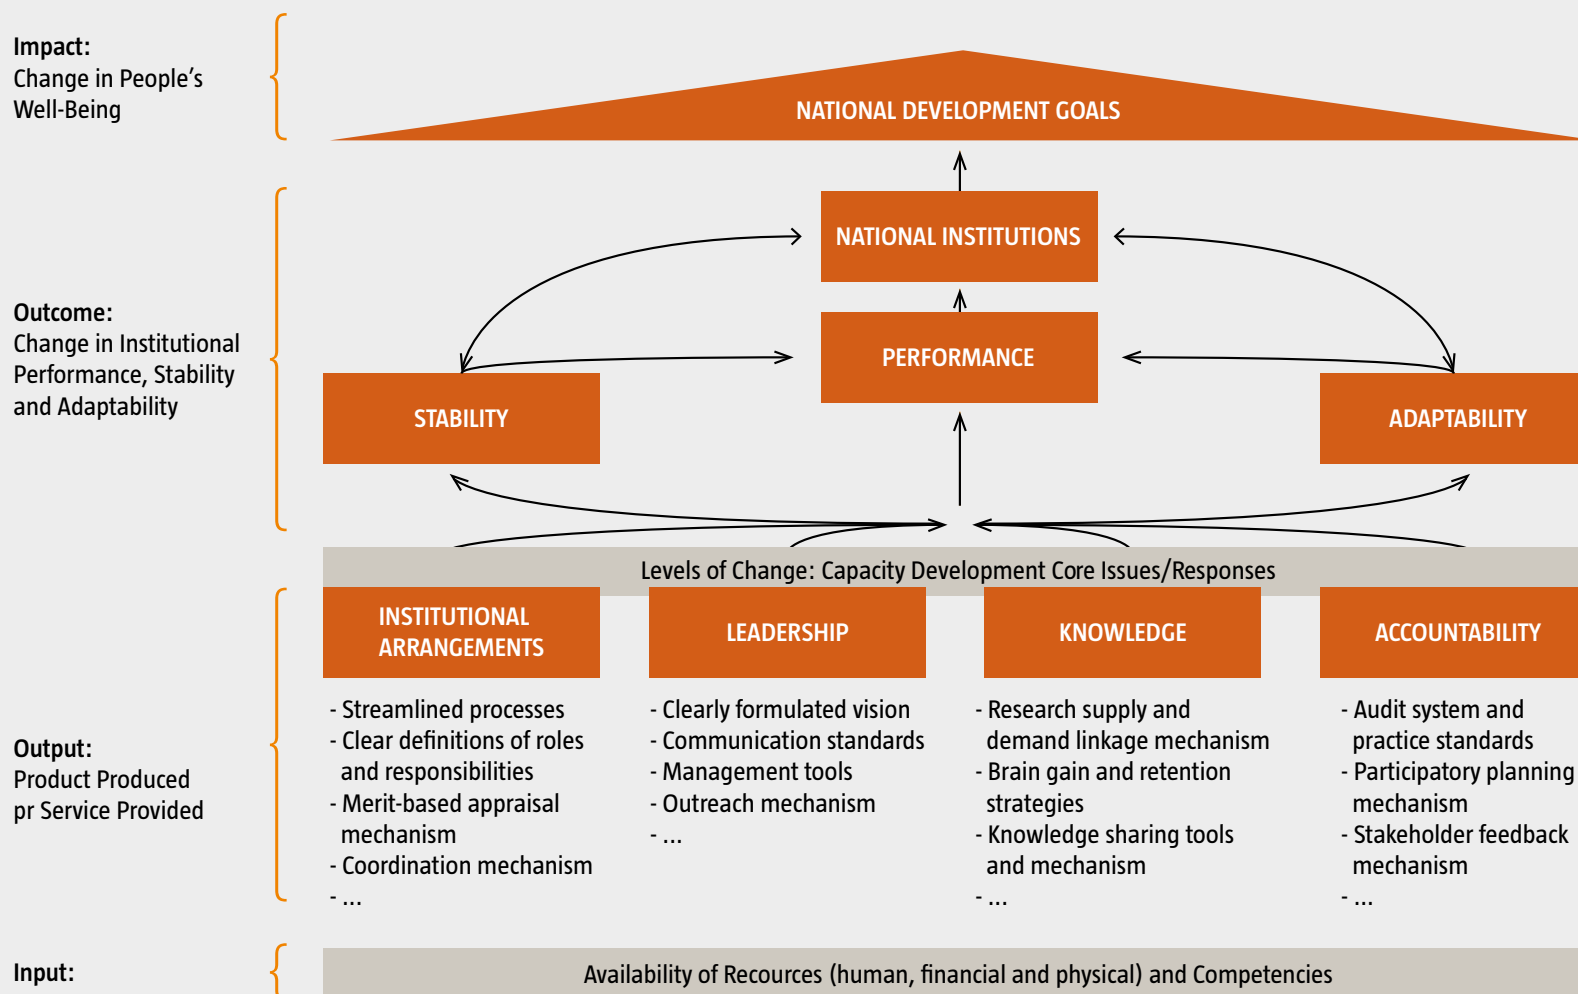 Impact:
Change in People’s
Well-Being
NATIONAL DEVELOPMENT GOALS
Outcome:
Change in Institutional
Performance, Stability
and Adaptability
NATIONAL INSTITUTIONS
PERFORMANCE
STABILITY
ADAPTABILITY
Levels of Change: Capacity Development Core Issues/Responses
Output:
Product Produced
pr Service Provided
INSTITUTIONAL
ARRANGEMENTS
- Streamlined processes
- Clear definitions of roles
and responsibilities
- Merit-based appraisal
mechanism
- Coordination mechanism
- ...
LEADERSHIP
- Clearly formulated vision
- Communication standards
- Management tools
- Outreach mechanism
- ...
KNOWLEDGE
- Research supply and
demand linkage mechanism
- Brain gain and retention
strategies
- Knowledge sharing tools
and mechanism
- ...
ACCOUNTABILITY
- Audit system and
practice standards
- Participatory planning
mechanism
- Stakeholder feedback
mechanism
- ...
Input:
Availability of Recources (human, financial and physical) and Competencies